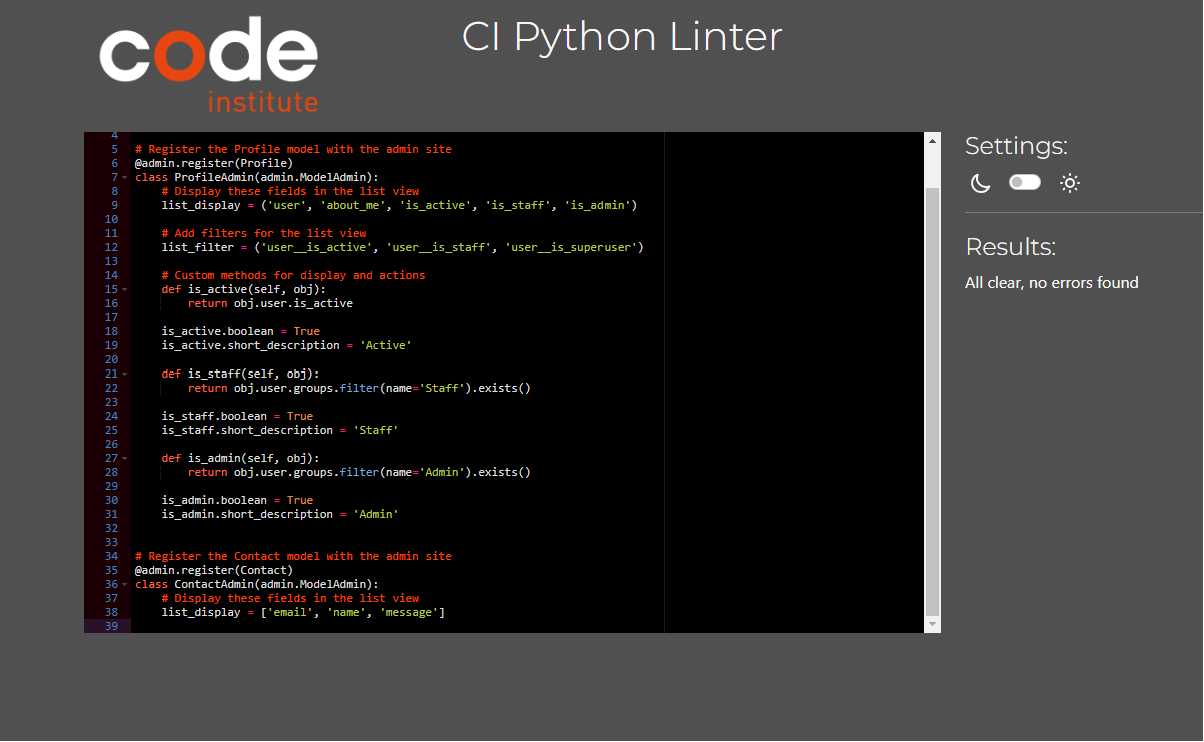 code
institute
CI Python Linter
4
5 # Register the Profile model with the admin site
6 @admin.register(Profile)
7 class ProfileAdmin(admin.ModelAdmin):
8     # Display these fields in the list view
9     list_display = ('user', 'about_me', 'is_active', 'is_staff', 'is_admin')
10
11     # Add filters for the list view
12     list_filter = ('user__is_active', 'user__is_staff', 'user__is_superuser')
13
14     # Custom methods for display and actions
15     def is_active(self, obj):
16         return obj.user.is_active
17
18     is_active.boolean = True
19     is_active.short_description = 'Active'
20
21     def is_staff(self, obj):
22         return obj.user.groups.filter(name='Staff').exists()
23
24     is_staff.boolean = True
25     is_staff.short_description = 'Staff'
26
27     def is_admin(self, obj):
28         return obj.user.groups.filter(name='Admin').exists()
29
30     is_admin.boolean = True
31     is_admin.short_description = 'Admin'
32
33
34 # Register the Contact model with the admin site
35 @admin.register(Contact)
36 class ContactAdmin(admin.ModelAdmin):
37     # Display these fields in the list view
38     list_display = ['email', 'name', 'message']
39
Settings:
Results:
All clear, no errors found